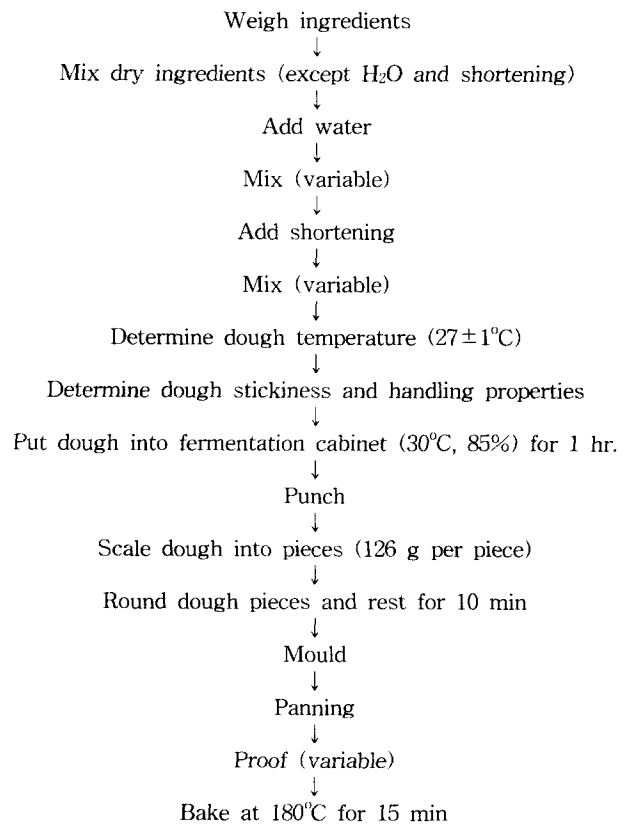 Weigh ingredients
↓
Mix dry ingredients (except H₂O and shortening)
↓
Add water
↓
Mix (variable)
↓
Add shortening
↓
Mix (variable)
↓
Determine dough temperature (27±1°C)
↓
Determine dough stickiness and handling properties
↓
Put dough into fermentation cabinet (30°C, 85%) for 1 hr.
↓
Punch
↓
Scale dough into pieces (126 g per piece)
↓
Round dough pieces and rest for 10 min
↓
Mould
↓
Panning
↓
Proof (variable)
↓
Bake at 180°C for 15 min